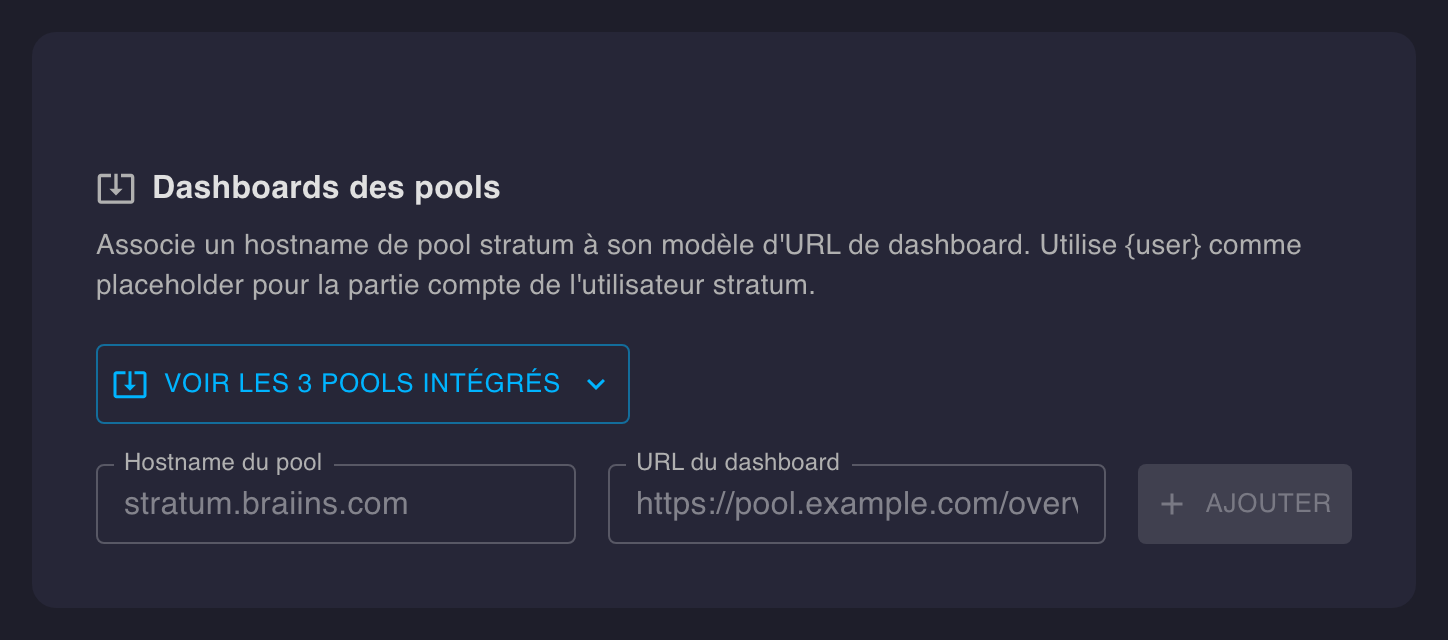 Dashboards des pools
Associe un hostname de pool stratum à son modèle d'URL de dashboard. Utilise {user} comme
placeholder pour la partie compte de l'utilisateur stratum.
VOIR LES 3 POOLS INTÉGRÉS
Hostname du pool
stratum.braiins.com
URL du dashboard
https://pool.example.com/overv
+ AJOUTER